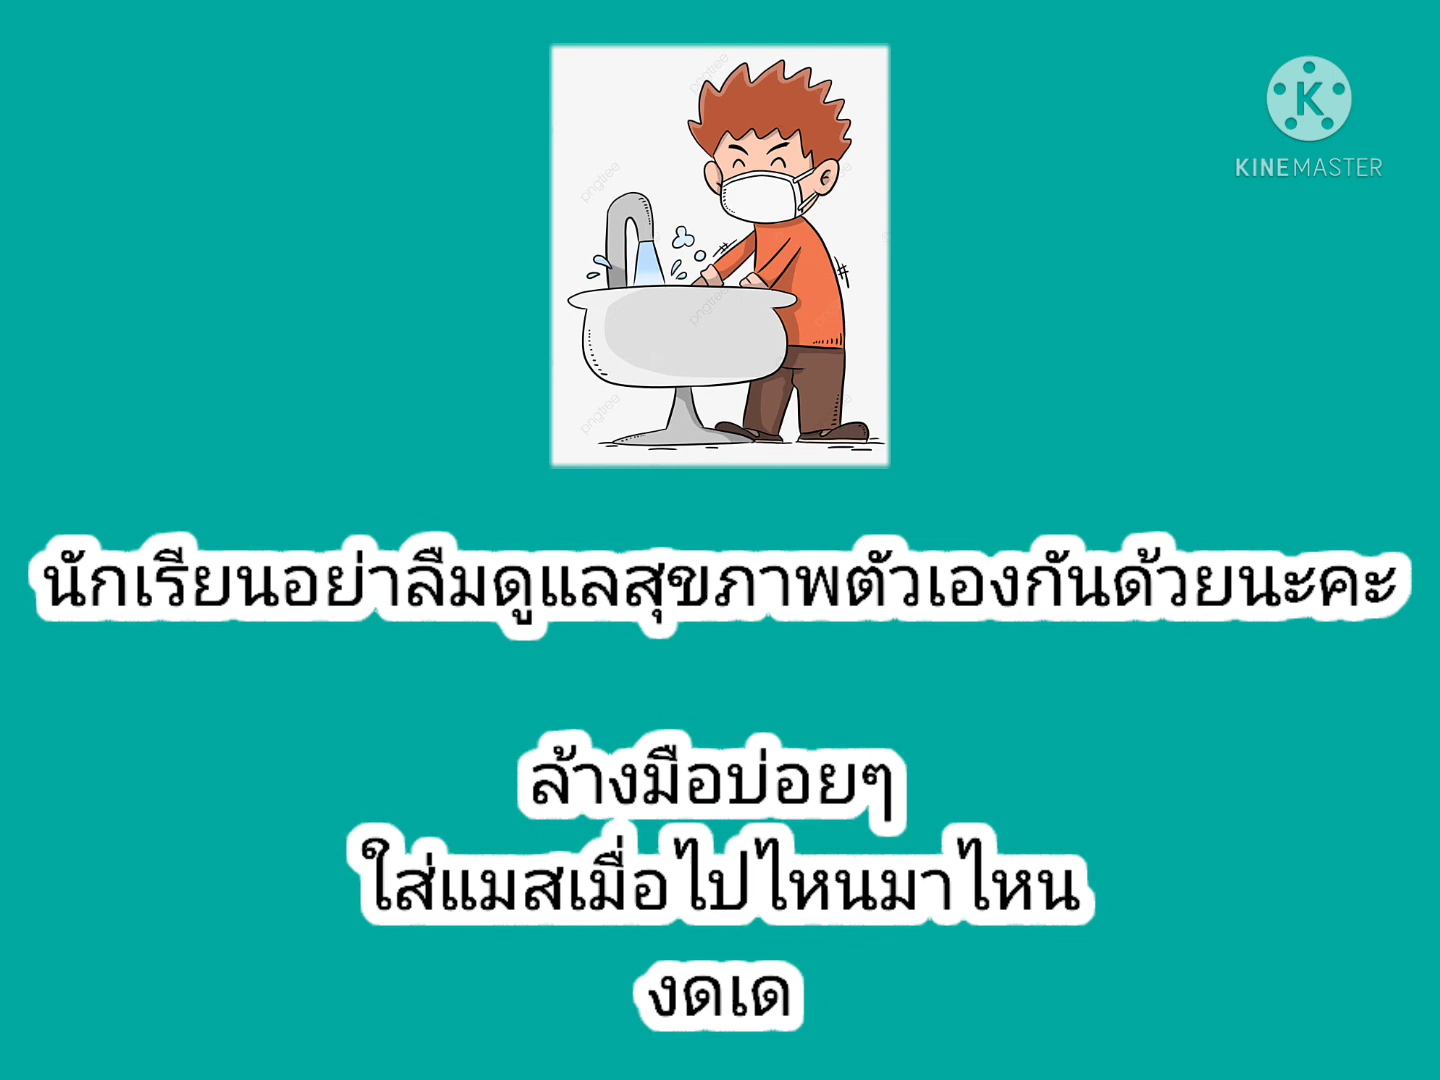 KINEMASTER
นักเรียนอย่าลืมดูแลสุขภาพตัวเองกันด้วยนะคะ
ล้างมือบ่อยๆ
ใส่แมสเมื่อไปไหนมาไหน
งดเด